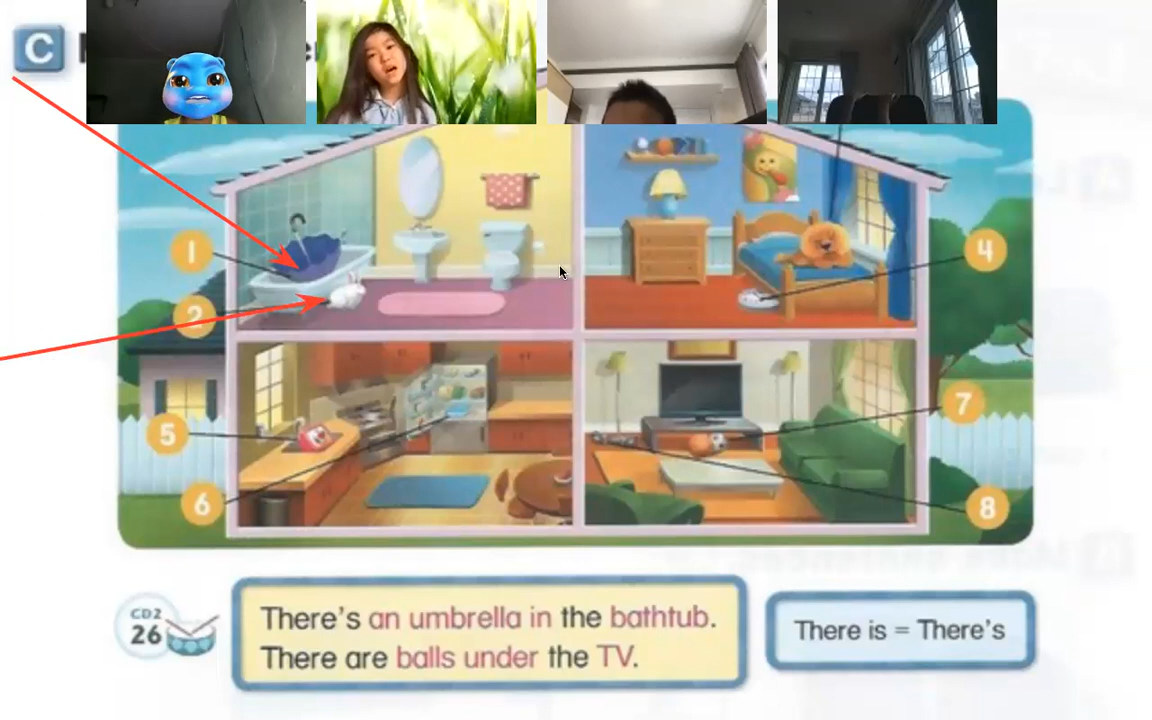 C
1
2
4
5
7
6
8
CD2
26
There's an umbrella in the bathtub.
There are balls under the TV.
There is = There's